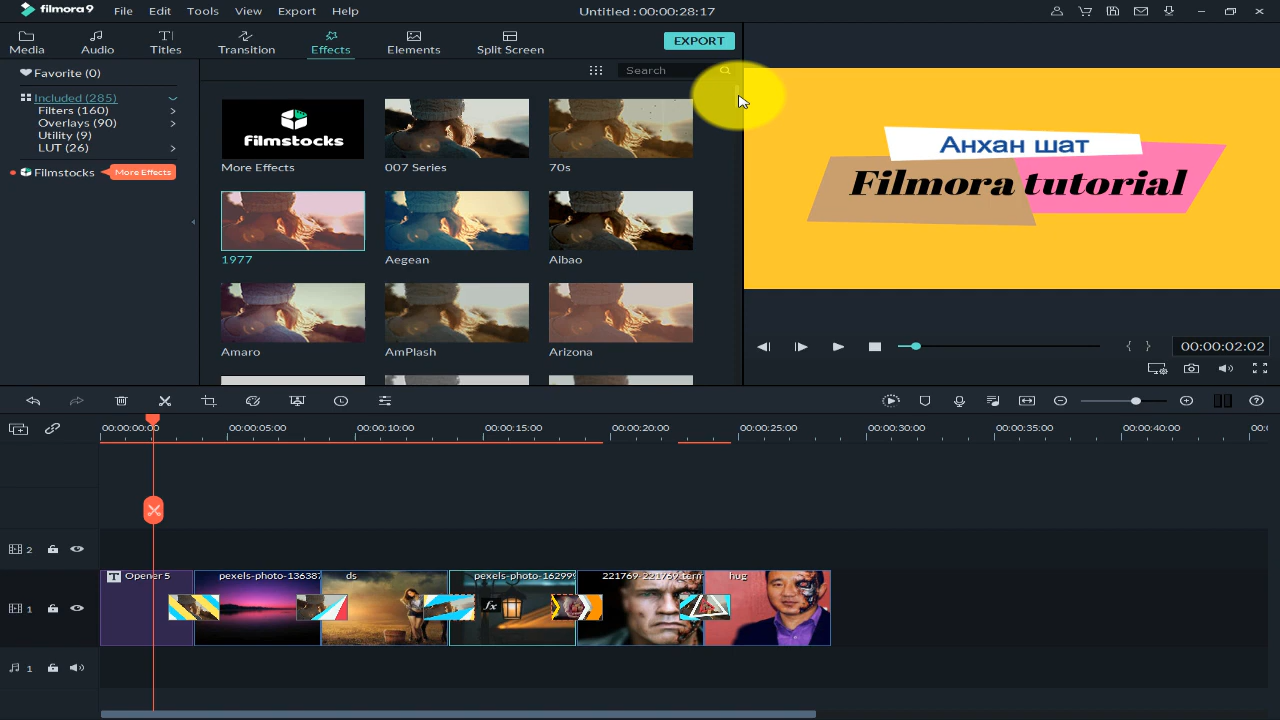 filmora9 File Edit Tools View Export Help Untitled : 00:00:28:17
Media Audio Titles Transition Effects Elements Split Screen EXPORT
Favorite (0)
Search
Included (285)
Filters (160)
Overlays (90)
Utility (9)
LUT (26)
Filmstocks More Effects
filmstocks
More Effects 007 Series 70s
1977 Aegean Aibao
Amaro AmPlash Arizona
Анхан шат
Filmora tutorial
00:00:02:02
00:00:00:00 00:00:05:00 00:00:10:00 00:00:15:00 00:00:20:00 00:00:25:00 00:00:30:00 00:00:35:00 00:00:40:00
2
T Opener 5 pexels-photo-136387 ds pexels-photo-16299 221769-221769-term hug
fx
1
1